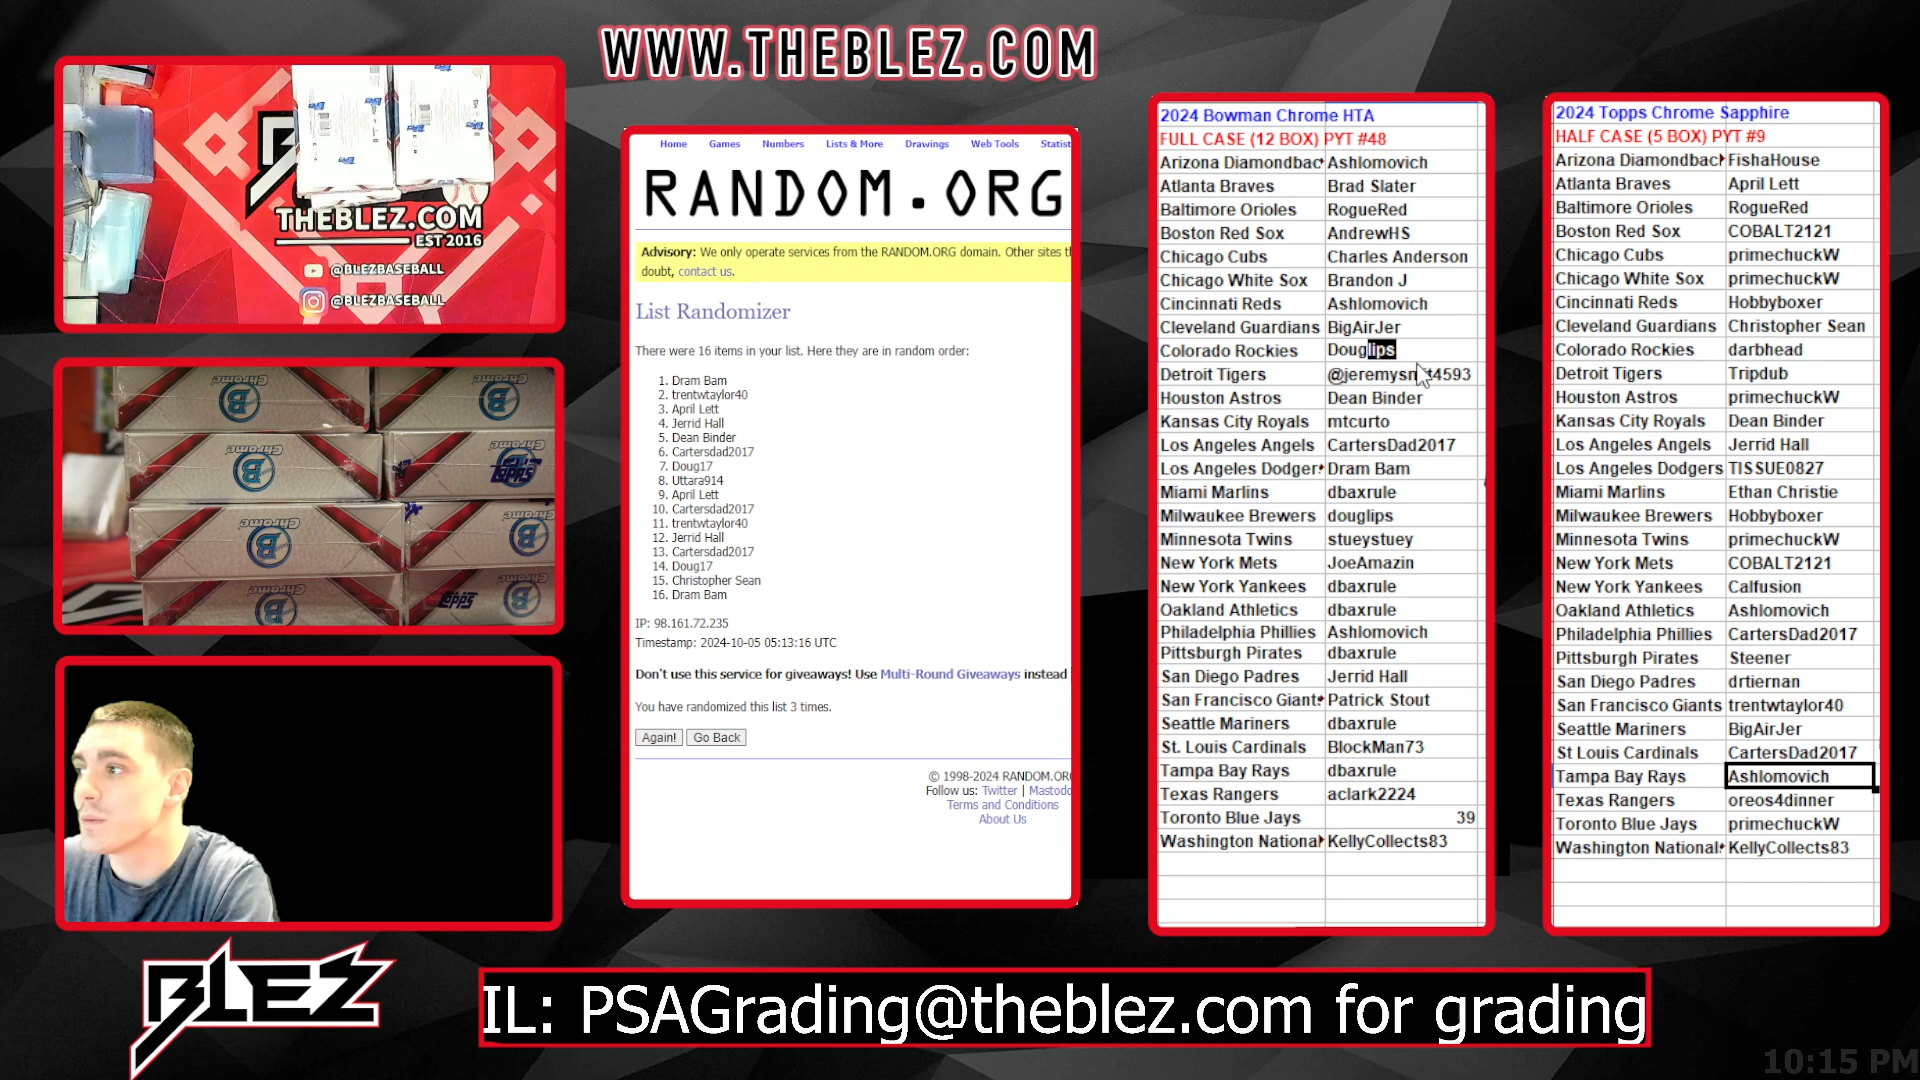 WWW.THEBLEZ.COM
THEBLEZ.COM
EST 2016
@BLEZBASEBALL
@BLEZBASEBALL
Chrome
Chrome
Chrome
Topps
Chrome
Topps
BLEZ
Home Games Numbers Lists & More Drawings Web Tools Statist
RANDOM.ORG
Advisory: We only operate services from the RANDOM.ORG domain. Other sites th
doubt, contact us.
List Randomizer
There were 16 items in your list. Here they are in random order:
1. Dram Bam
2. trentwtaylor40
3. April Lett
4. Jerrid Hall
5. Dean Binder
6. Cartersdad2017
7. Doug17
8. Uttara914
9. April Lett
10. Cartersdad2017
11. trentwtaylor40
12. Jerrid Hall
13. Cartersdad2017
14. Doug17
15. Christopher Sean
16. Dram Bam
IP: 98.161.72.235
Timestamp: 2024-10-05 05:13:16 UTC
Don't use this service for giveaways! Use Multi-Round Giveaways instead
You have randomized this list 3 times.
Again! Go Back
© 1998-2024 RANDOM.ORG
Follow us: Twitter | Mastodo
Terms and Conditions
About Us
2024 Bowman Chrome HTA
FULL CASE (12 BOX) PYT #48
Arizona Diamondbac Ashlomovich
Atlanta Braves Brad Slater
Baltimore Orioles RogueRed
Boston Red Sox AndrewHS
Chicago Cubs Charles Anderson
Chicago White Sox Brandon J
Cincinnati Reds Ashlomovich
Cleveland Guardians BigAirJer
Colorado Rockies Douglips
Detroit Tigers
Houston Astros Dean Binder
Kansas City Royals mtcurto
Los Angeles Angels CartersDad2017
Los Angeles Dodger Dram Bam
Miami Marlins dbaxrule
Milwaukee Brewers douglips
Minnesota Twins stueystuey
New York Mets JoeAmazin
New York Yankees dbaxrule
Oakland Athletics dbaxrule
Philadelphia Phillies Ashlomovich
Pittsburgh Pirates dbaxrule
San Diego Padres Jerrid Hall
San Francisco Giant Patrick Stout
Seattle Mariners dbaxrule
St. Louis Cardinals BlockMan73
Tampa Bay Rays dbaxrule
Texas Rangers aclark2224
Toronto Blue Jays 39
Washington National KellyCollects83
2024 Topps Chrome Sapphire
HALF CASE (5 BOX) PYT #9
Arizona Diamondbacl FishaHouse
Atlanta Braves April Lett
Baltimore Orioles RogueRed
Boston Red Sox COBALT2121
Chicago Cubs primechuckW
Chicago White Sox primechuckW
Cincinnati Reds Hobbyboxer
Cleveland Guardians Christopher Sean
Colorado Rockies darbhead
Detroit Tigers Tripdub
Houston Astros primechuckW
Kansas City Royals Dean Binder
Los Angeles Angels Jerrid Hall
Los Angeles Dodgers TISSUE0827
Miami Marlins Ethan Christie
Milwaukee Brewers Hobbyboxer
Minnesota Twins primechuckW
New York Mets COBALT2121
New York Yankees Calfusion
Oakland Athletics Ashlomovich
Philadelphia Phillies CartersDad2017
Pittsburgh Pirates Steener
San Diego Padres drtiernan
San Francisco Giants trentwtaylor40
Seattle Mariners BigAirJer
St Louis Cardinals CartersDad2017
Tampa Bay Rays Ashlomovich
Texas Rangers oreos4dinner
Toronto Blue Jays primechuckW
Washington National KellyCollects83
IL: PSAGrading@theblez.com for grading
10:15 PM